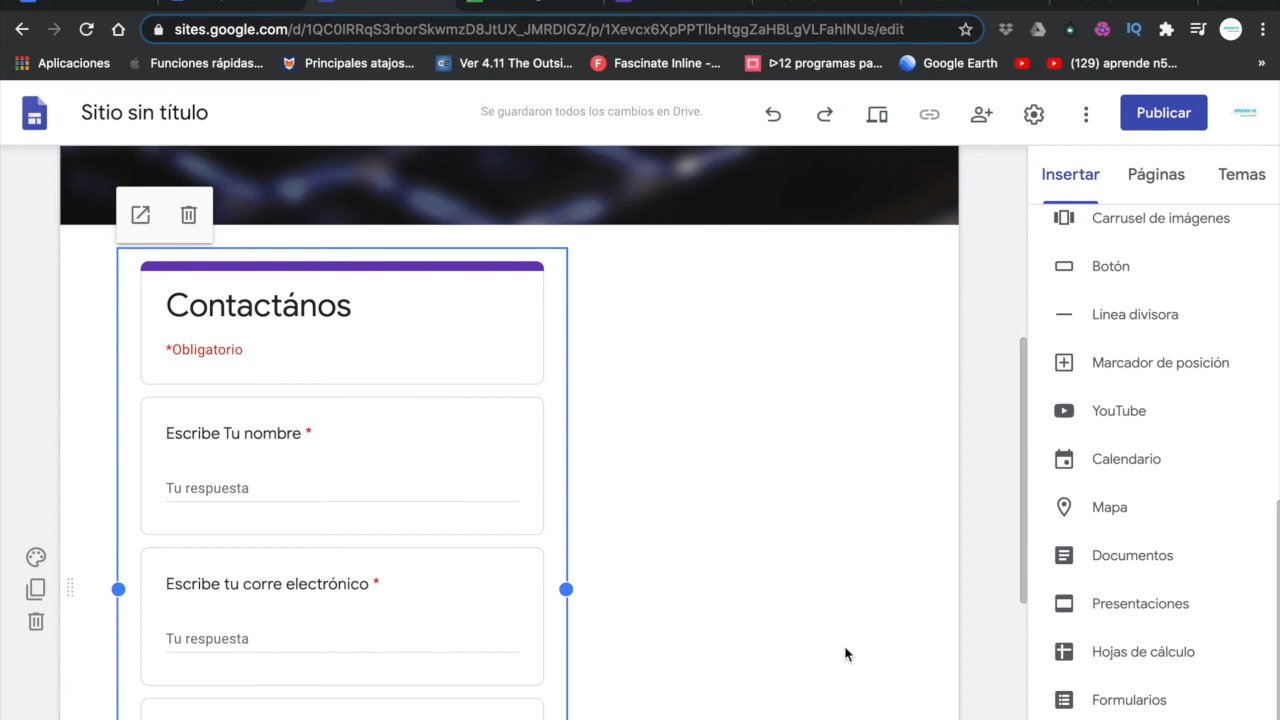 sites.google.com/d/1QC0IRRqS3rborSkwmzD8JtUX_JMRDIGZ/p/1Xevcx6XpPPTlbHtggZaHBLgVLFahlNUs/edit
Aplicaciones
Funciones rápidas...
Principales atajos...
Ver 4.11 The Outsi...
Fascinate Inline -...
▷12 programas pa...
Google Earth
(129) aprende n5...
»
Sitio sin título
Se guardaron todos los cambios en Drive.
Publicar
Insertar
Páginas
Temas
Carrusel de imágenes
Botón
Línea divisora
Marcador de posición
YouTube
Calendario
Mapa
Documentos
Presentaciones
Hojas de cálculo
Formularios
Contactános
*Obligatorio
Escribe Tu nombre *
Tu respuesta
Escribe tu corre electrónico *
Tu respuesta